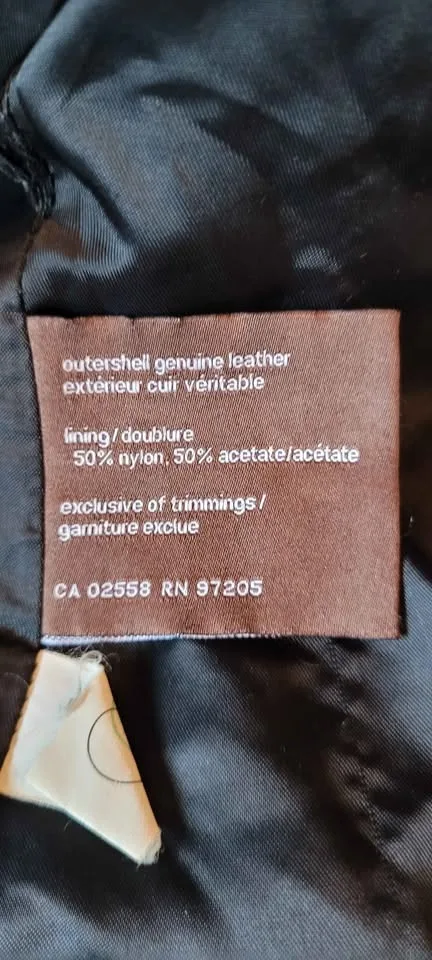 outershell genuine leather
extérieur cuir véritable
lining/doublure
50% nylon, 50% acetate/acétate
exclusive of trimmings/
garniture exclue
CA 02558 RN 97205